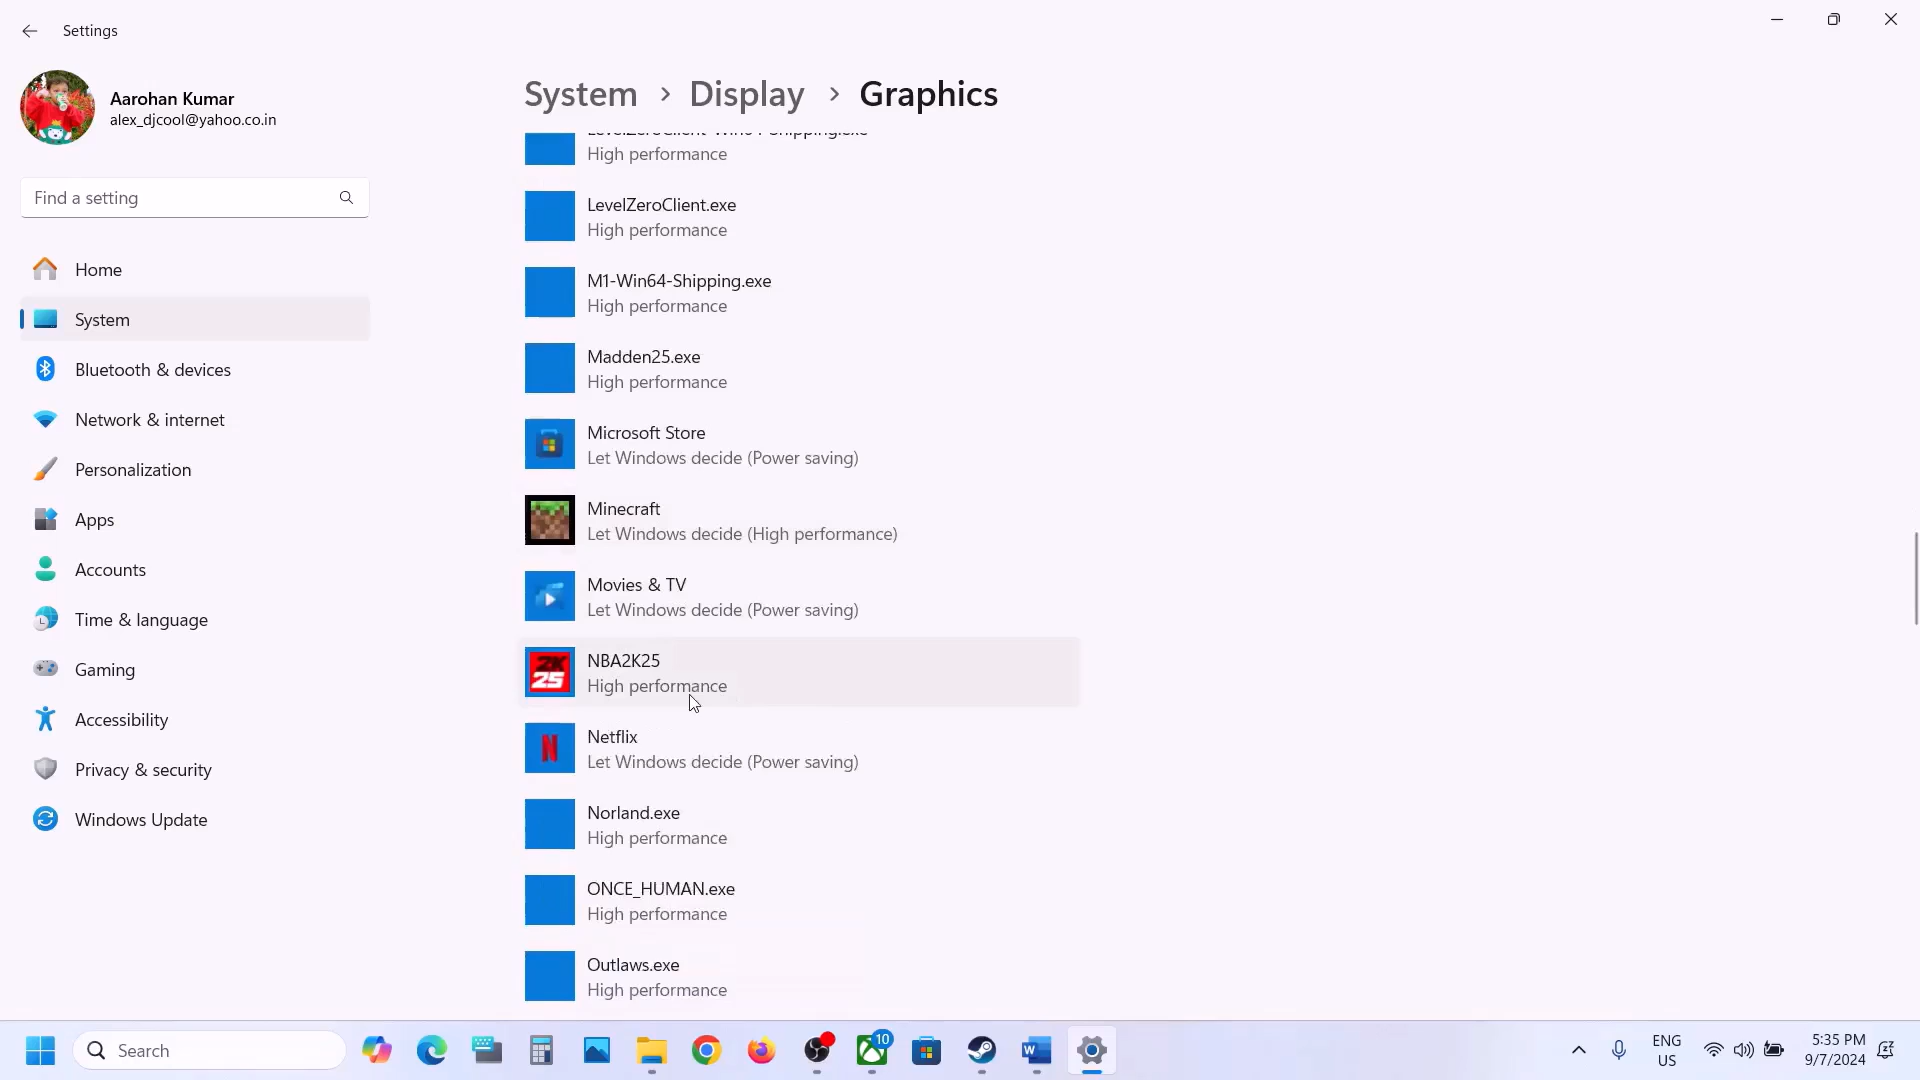 Settings
Aarohan Kumar
alex_djcool@yahoo.co.in
Find a setting
Home
System
Bluetooth & devices
Network & internet
Personalization
Apps
Accounts
Time & language
Gaming
Accessibility
Privacy & security
Windows Update
System > Display > Graphics
High performance
LevelZeroClient.exe
High performance
M1-Win64-Shipping.exe
High performance
Madden25.exe
High performance
Microsoft Store
Let Windows decide (Power saving)
Minecraft
Let Windows decide (High performance)
Movies & TV
Let Windows decide (Power saving)
2K
25
NBA2K25
High performance
N
Netflix
Let Windows decide (Power saving)
Norland.exe
High performance
ONCE_HUMAN.exe
High performance
Outlaws.exe
High performance
Search
10
W
ENG
US
5:35 PM
9/7/2024